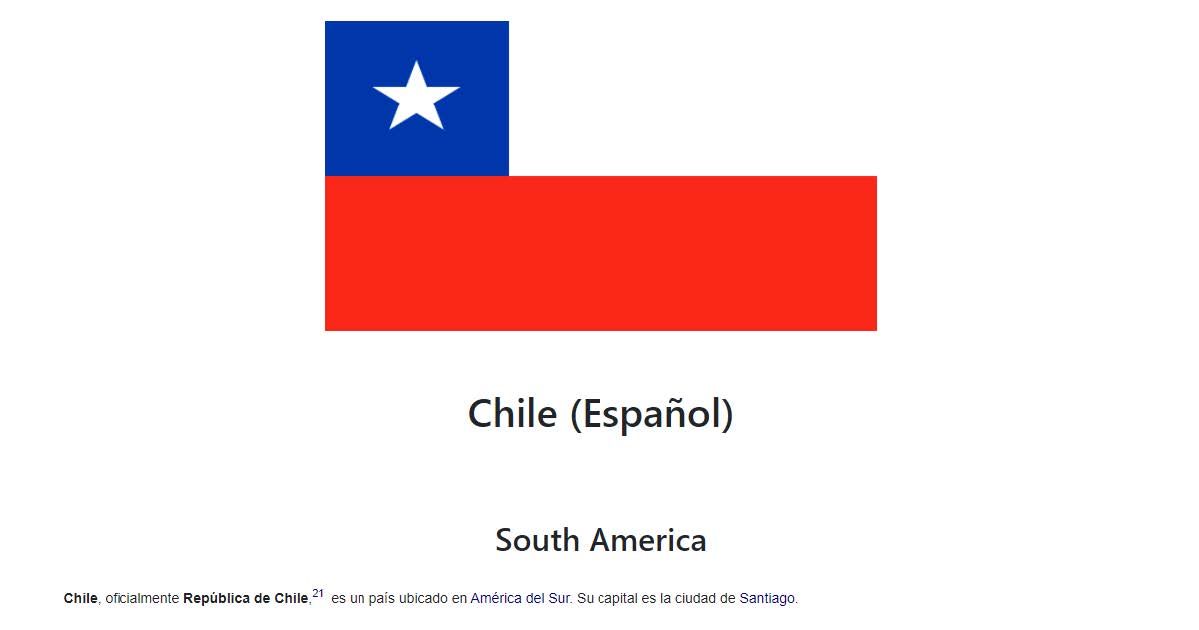 Chile (Español)
South America
Chile, oficialmente República de Chile,21 es un país ubicado en América del Sur. Su capital es la ciudad de Santiago.